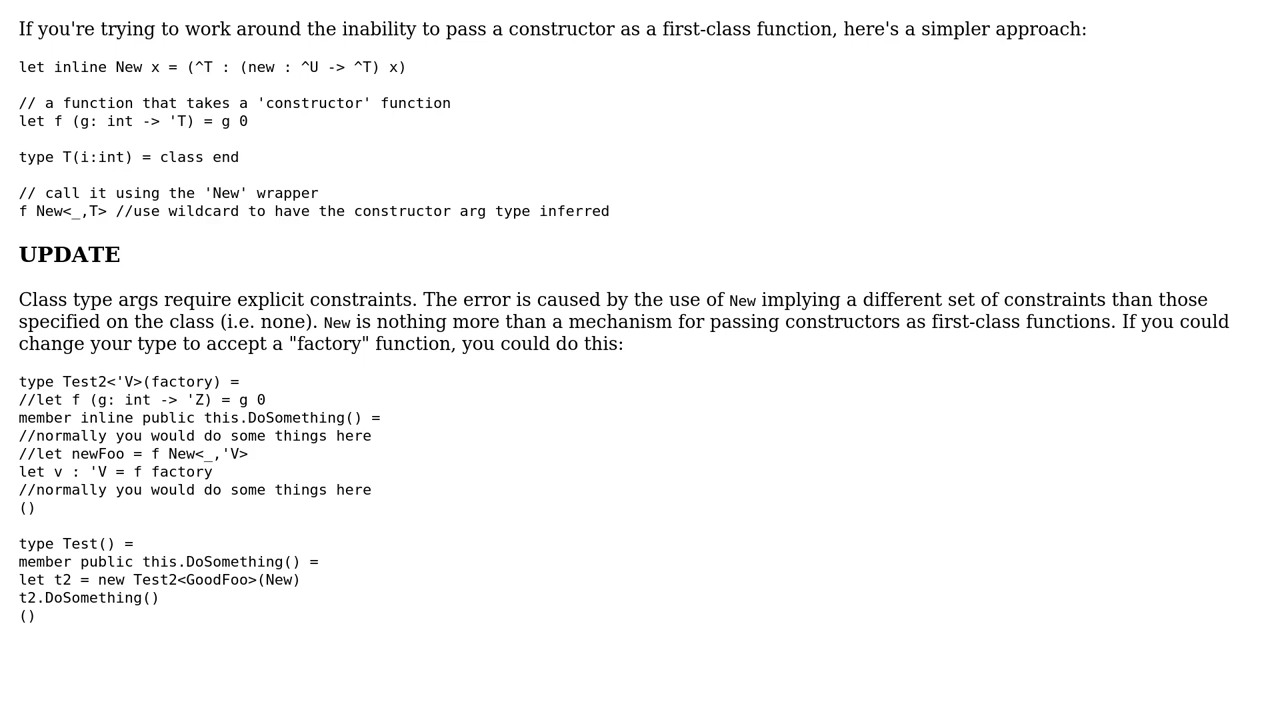 If you're trying to work around the inability to pass a constructor as a first-class function, here's a simpler approach:
let inline New x = (^T : (new : ^U -> ^T) x)
// a function that takes a 'constructor' function
let f (g: int -> 'T) = g 0
type T(i:int) = class end
// call it using the 'New' wrapper
f New<_,T> //use wildcard to have the constructor arg type inferred
UPDATE
Class type args require explicit constraints. The error is caused by the use of New implying a different set of constraints than those
specified on the class (i.e. none). New is nothing more than a mechanism for passing constructors as first-class functions. If you could
change your type to accept a "factory" function, you could do this:
type Test2<'V>(factory) =
//let f (g: int -> 'Z) = g 0
member inline public this.DoSomething() =
//normally you would do some things here
//let newFoo = f New<_,'V>
let v : 'V = f factory
//normally you would do some things here
()
type Test() =
member public this.DoSomething() =
let t2 = new Test2<GoodFoo>(New)
t2.DoSomething()
()